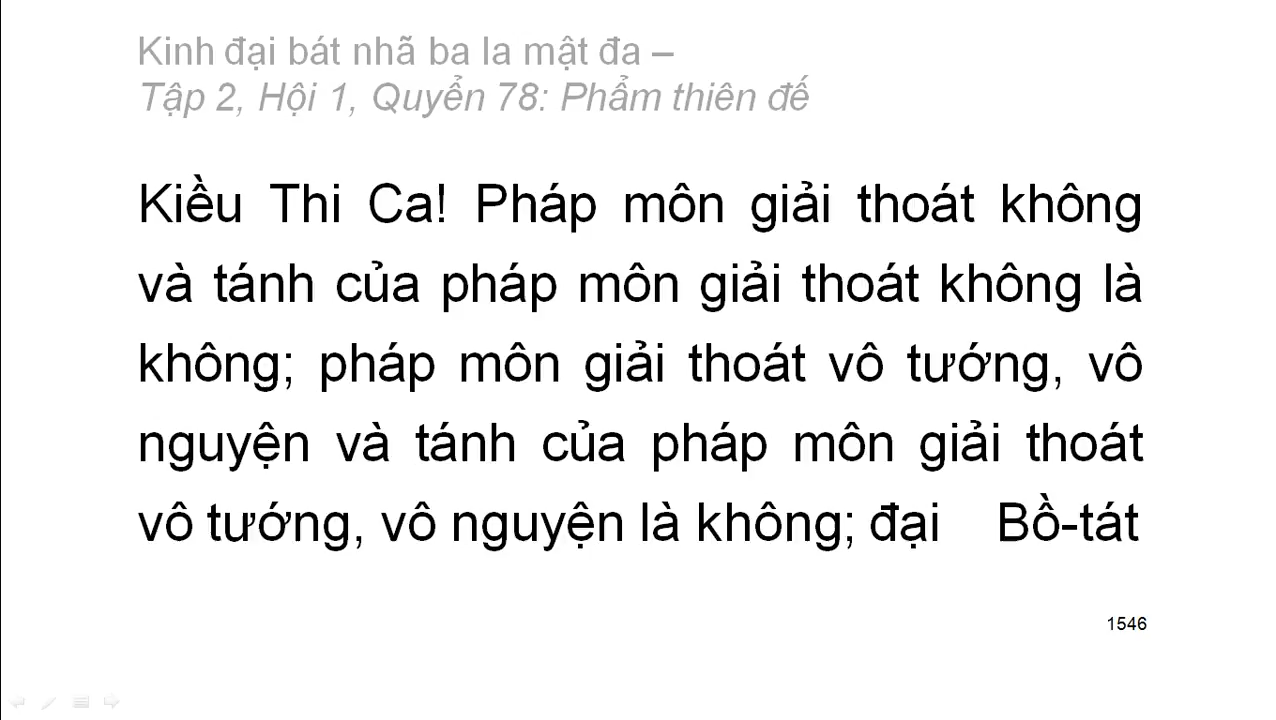 Kinh đại bát nhã ba la mật đa –
Tập 2, Hội 1, Quyển 78: Phẩm thiên đế
Kiều Thi Ca! Pháp môn giải thoát không
và tánh của pháp môn giải thoát không là
không; pháp môn giải thoát vô tướng, vô
nguyện và tánh của pháp môn giải thoát
vô tướng, vô nguyện là không; đại Bồ-tát
1546